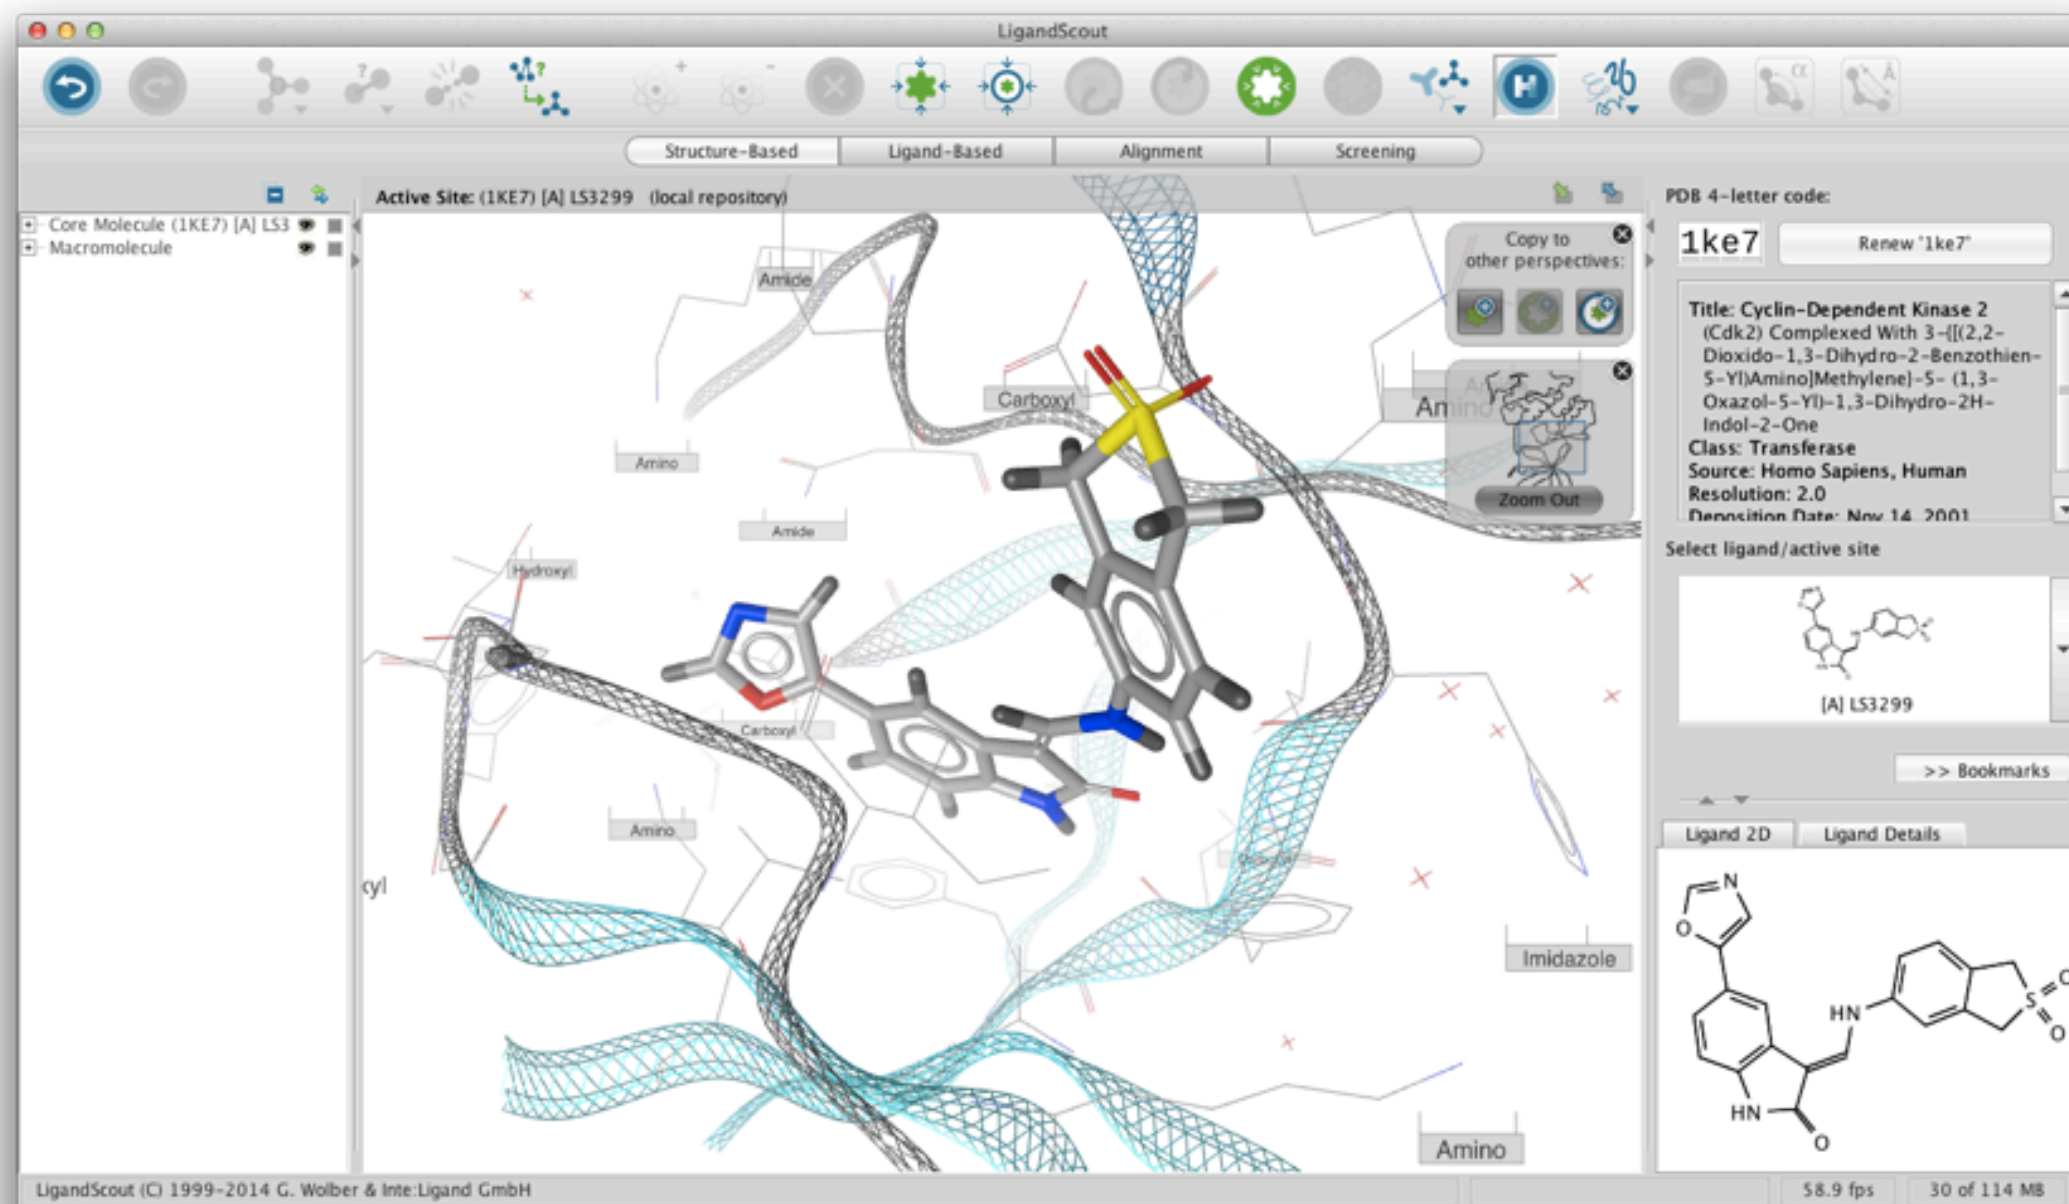 LigandScout
Structure-Based
Ligand-Based
Alignment
Screening
Core Molecule (1KE7) [A] LS3
Macromolecule
Active Site: (1KE7) [A] LS3299 (local repository)
Amide
Carboxyl
Amino
Amino
Amide
Hydroxyl
Carboxyl
Amino
xyl
Imidazole
Amino
Copy to
other perspectives:
Zoom Out
PDB 4-letter code:
1ke7
Renew "1ke7"
Title: Cyclin-Dependent Kinase 2
(Cdk2) Complexed With 3-{[(2,2-
Dioxido-1,3-Dihydro-2-Benzothien-
5-Yl)Amino]Methylene}-5- (1,3-
Oxazol-5-Yl)-1,3-Dihydro-2H-
Indol-2-One
Class: Transferase
Source: Homo Sapiens, Human
Resolution: 2.0
Deposition Date: Nov 14, 2001
Select ligand/active site
[A] LS3299
>> Bookmarks
Ligand 2D
Ligand Details
N
O
HN
S
O
O
HN
O
LigandScout (C) 1999-2014 G. Wolber & Inte:Ligand GmbH
58.9 fps
30 of 114 MB